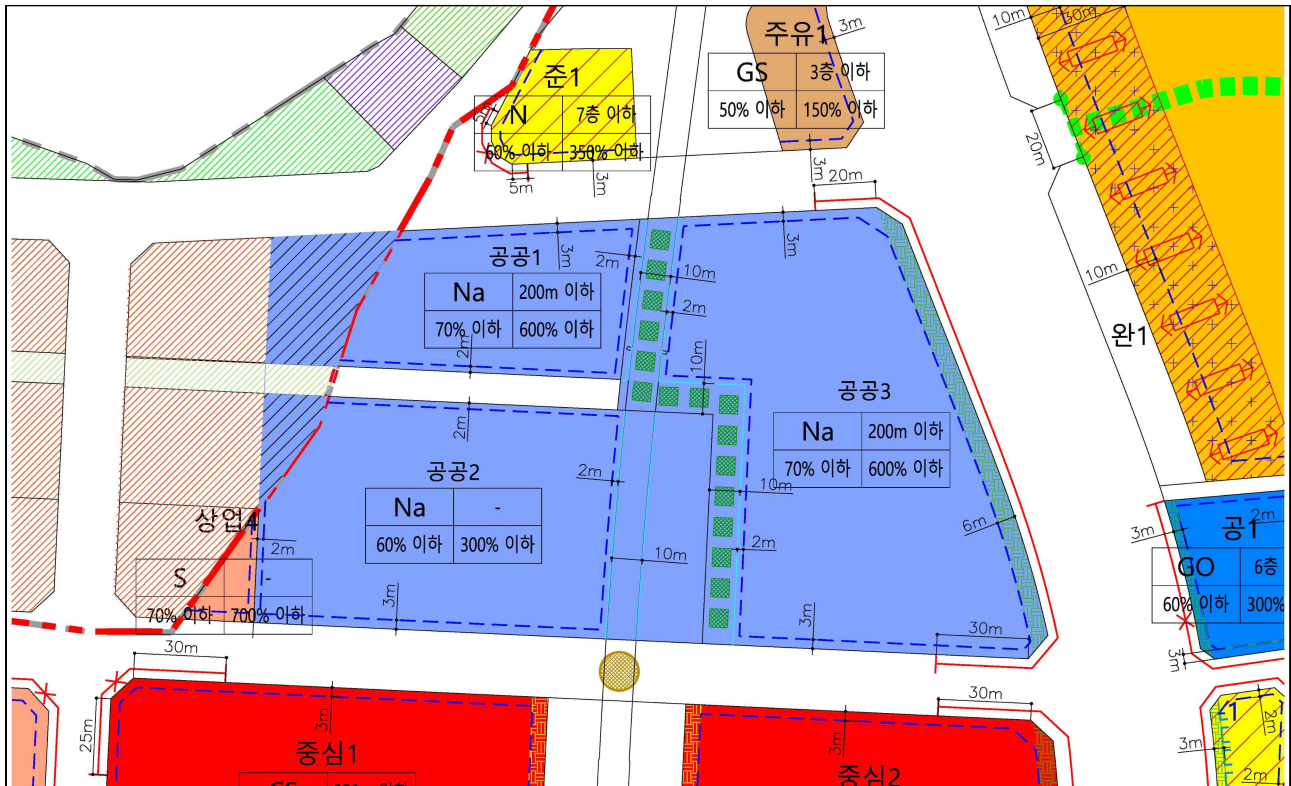 3m
10m
30m
주유1
GS 3층 이하
50% 이하 150% 이하
준1
N 7층 이하
60% 이하 350% 이하
5m
3m
3m
20m
20m
3m
3m
2m
10m
10m
2m
10m
공공1
Na 200m 이하
70% 이하 600% 이하
2m
2m
완1
공공3
Na 200m 이하
70% 이하 600% 이하
공공2
Na -
60% 이하 300% 이하
2m
10m
6m
2m
10m
상업4
S -
70% 이하 700% 이하
2m
3m
3m
30m
공1
2m
3m
GO 6층
60% 이하 300%
3m
30m
25m
3m
중심1
30m
3m
중심2
2m
3m
2m